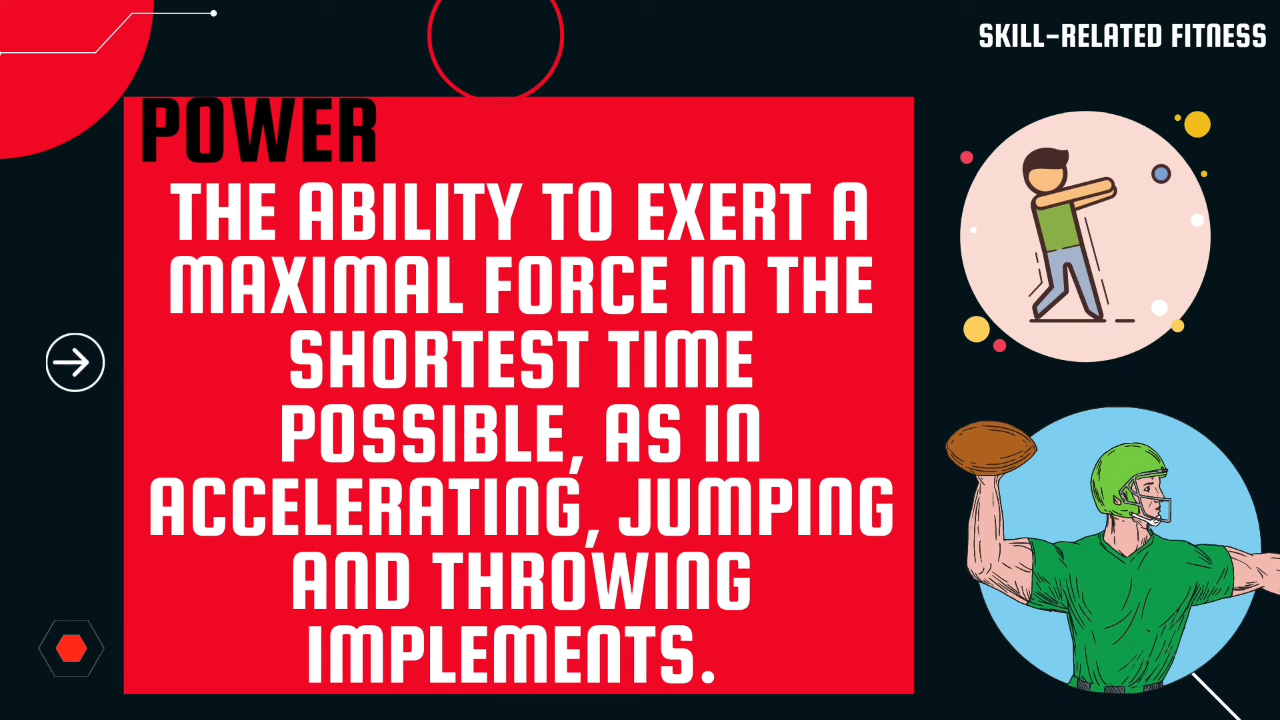 SKILL-RELATED FITNESS
POWER
THE ABILITY TO EXERT A
MAXIMAL FORCE IN THE
SHORTEST TIME
POSSIBLE, AS IN
ACCELERATING, JUMPING
AND THROWING
IMPLEMENTS.